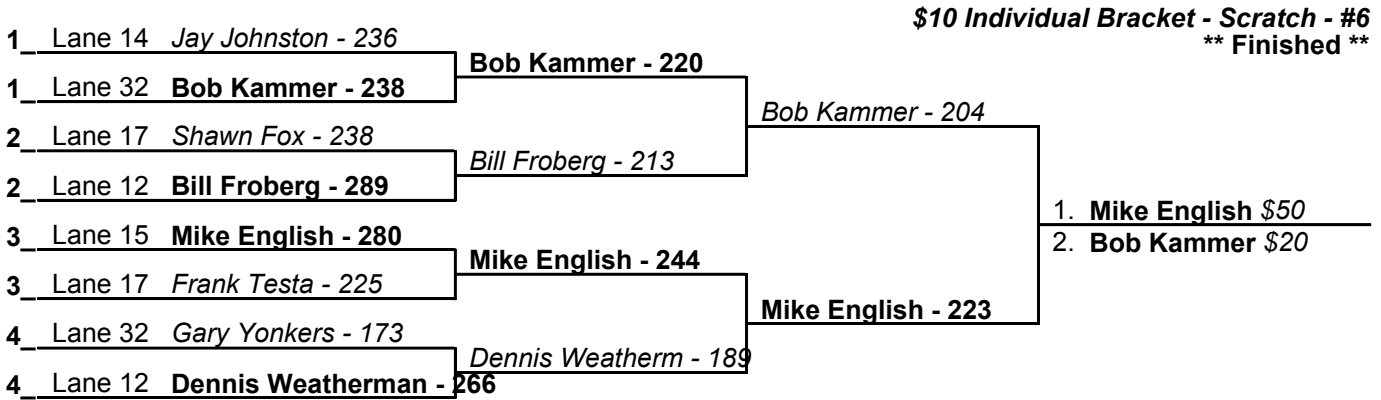 $10 Individual Bracket - Scratch - #6
** Finished **
1_ Lane 14 Jay Johnston - 236
1_ Lane 32 Bob Kammer - 238
2_ Lane 17 Shawn Fox - 238
2_ Lane 12 Bill Froberg - 289
3_ Lane 15 Mike English - 280
3_ Lane 17 Frank Testa - 225
4_ Lane 32 Gary Yonkers - 173
4_ Lane 12 Dennis Weatherman - 266
Bob Kammer - 220
Bill Froberg - 213
Mike English - 244
Dennis Weatherm - 189
Bob Kammer - 204
Mike English - 223
1. Mike English $50
2. Bob Kammer $20